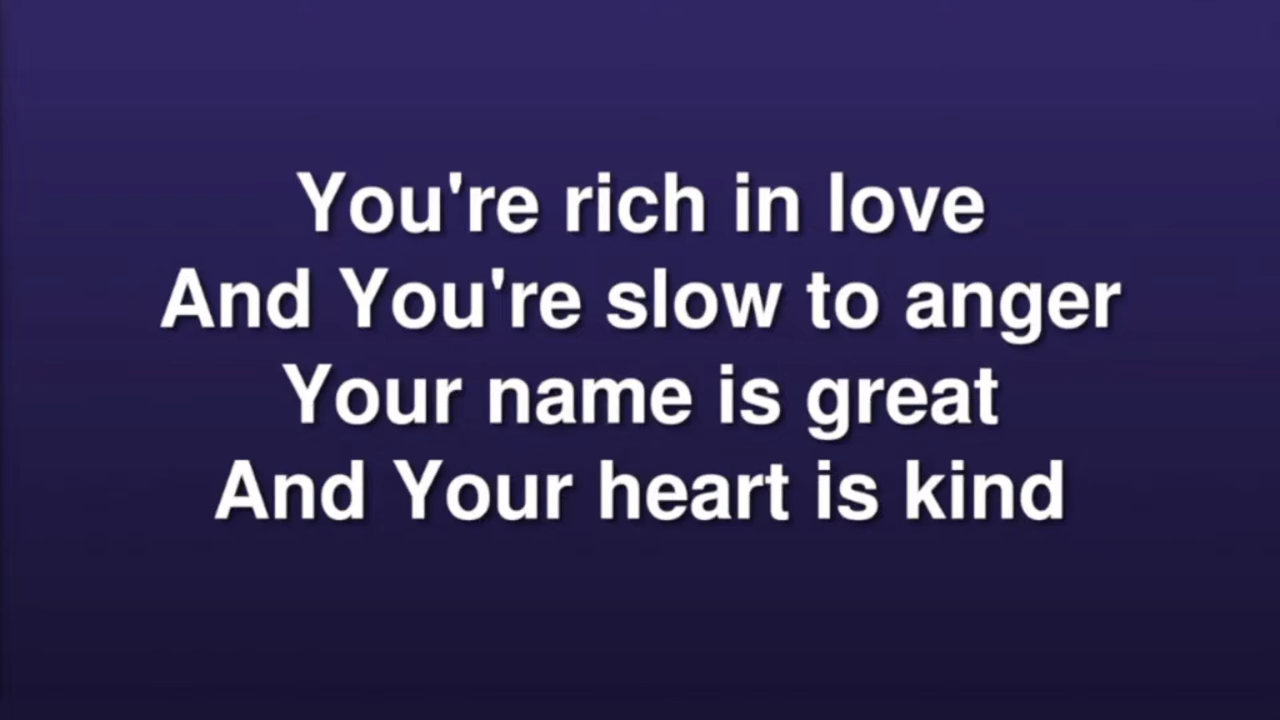 You're rich in love
And You're slow to anger
Your name is great
And Your heart is kind